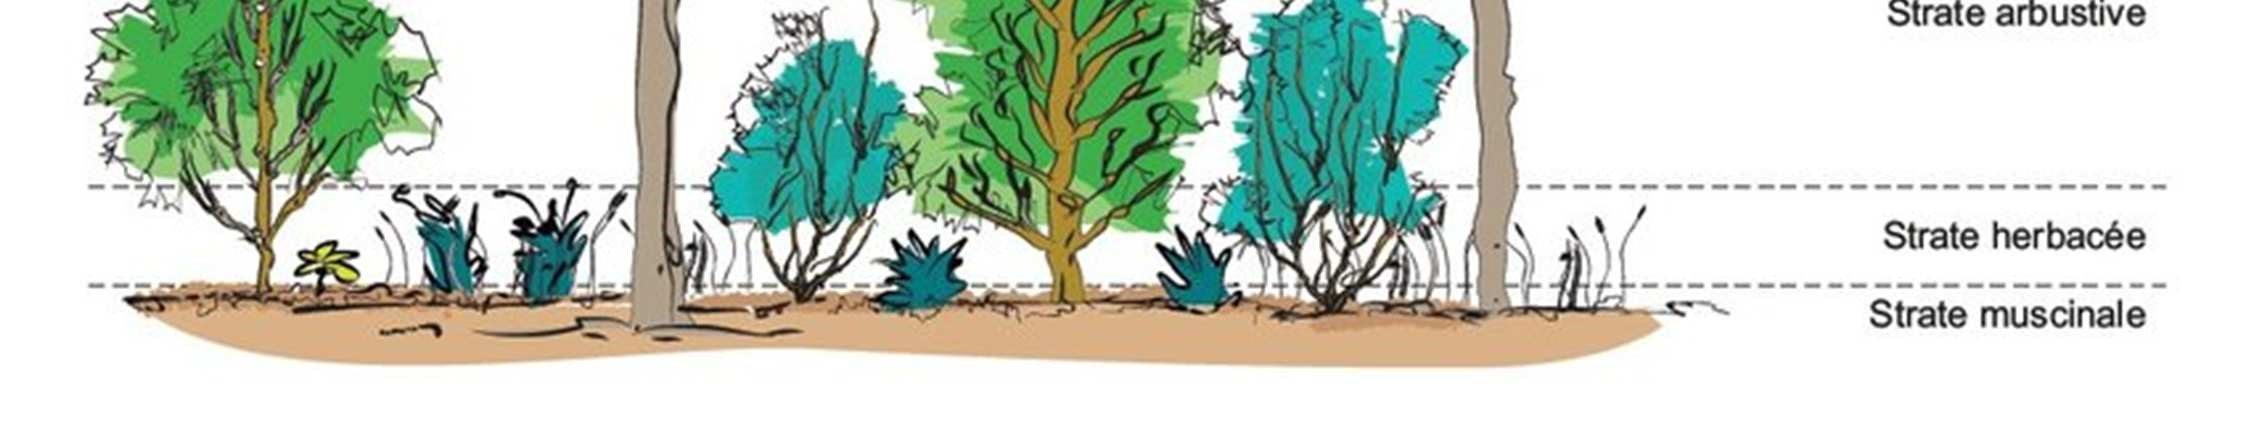 Strate arbustive
Strate herbacée
Strate muscinale